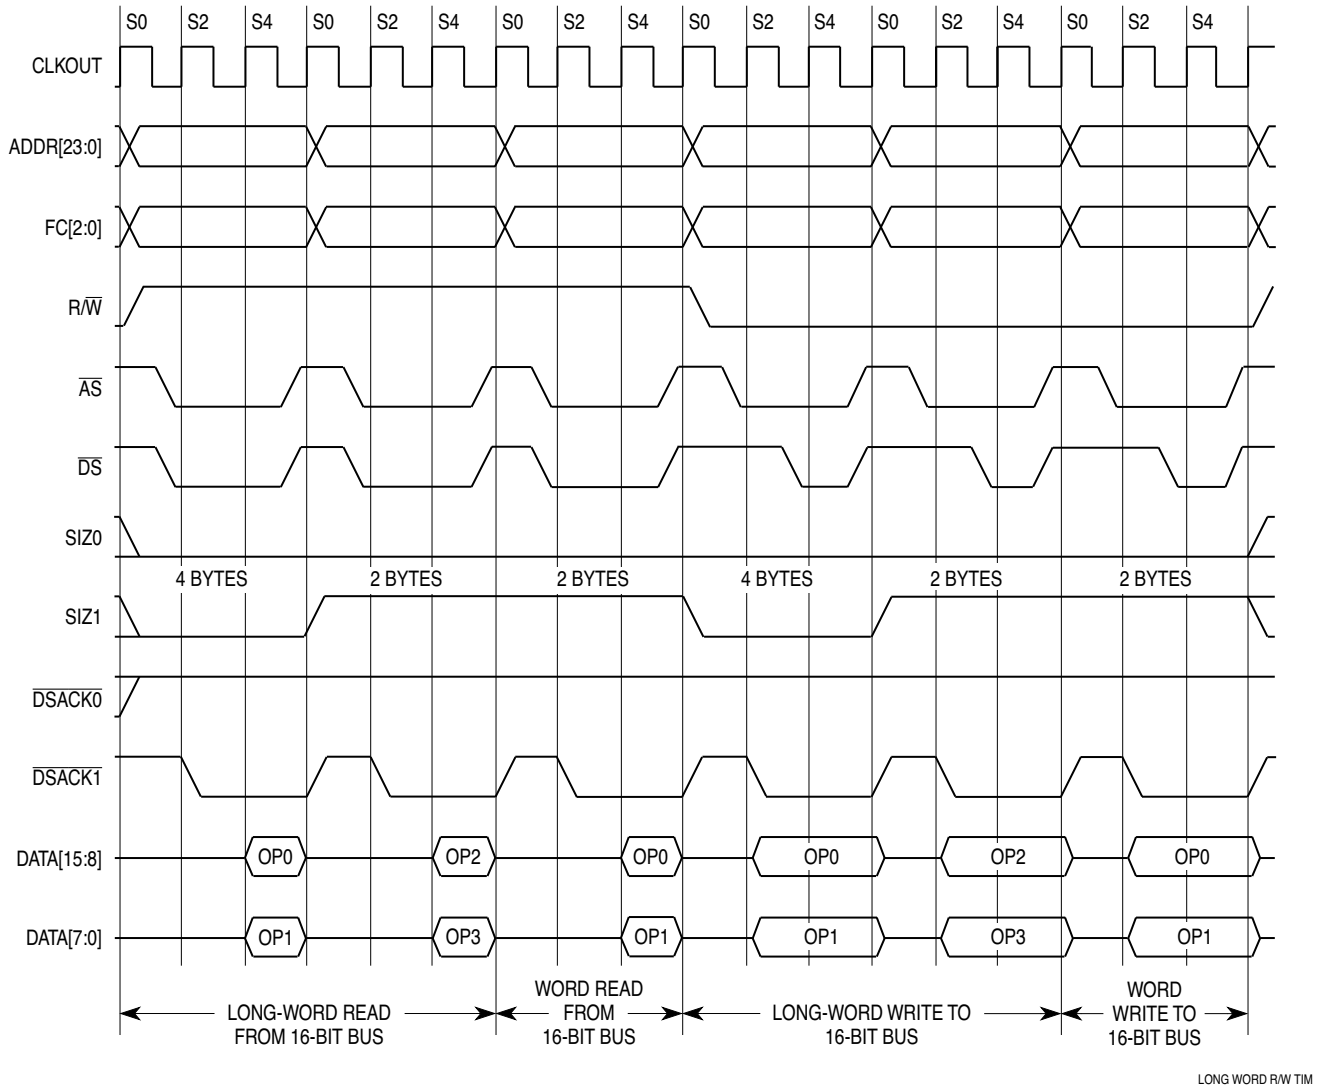 S0 S2 S4 S0 S2 S4 S0 S2 S4 S0 S2 S4 S0 S2 S4 S0 S2 S4
CLKOUT
ADDR[23:0]
FC[2:0]
R/W̅
A̅S̅
D̅S̅
SIZ0
4 BYTES 2 BYTES 2 BYTES 4 BYTES 2 BYTES 2 BYTES
SIZ1
D̅S̅A̅C̅K̅0̅
D̅S̅A̅C̅K̅1̅
DATA[15:8] OP0 OP2 OP0 OP0 OP2 OP0
DATA[7:0] OP1 OP3 OP1 OP1 OP3 OP1
LONG-WORD READ
FROM 16-BIT BUS
WORD READ
FROM
16-BIT BUS
LONG-WORD WRITE TO
16-BIT BUS
WORD
WRITE TO
16-BIT BUS
LONG WORD R/W TIM